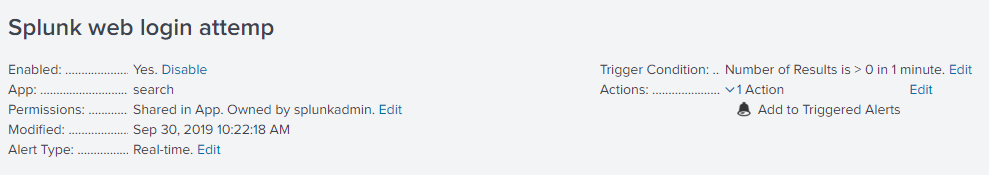 Splunk web login attemp
Enabled: .................... Yes. Disable
App: ............................ search
Permissions: ................ Shared in App. Owned by splunkadmin. Edit
Modified: ................... Sep 30, 2019 10:22:18 AM
Alert Type: ................ Real-time. Edit
Trigger Condition: .. Number of Results is > 0 in 1 minute. Edit
Actions: ..................... 1 Action Edit
Add to Triggered Alerts